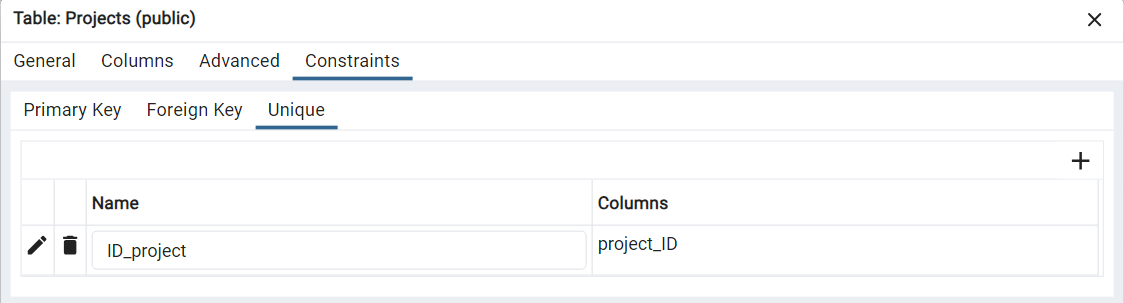 Table: Projects (public)
General Columns Advanced Constraints
Primary Key Foreign Key Unique
Name Columns
ID_project project_ID